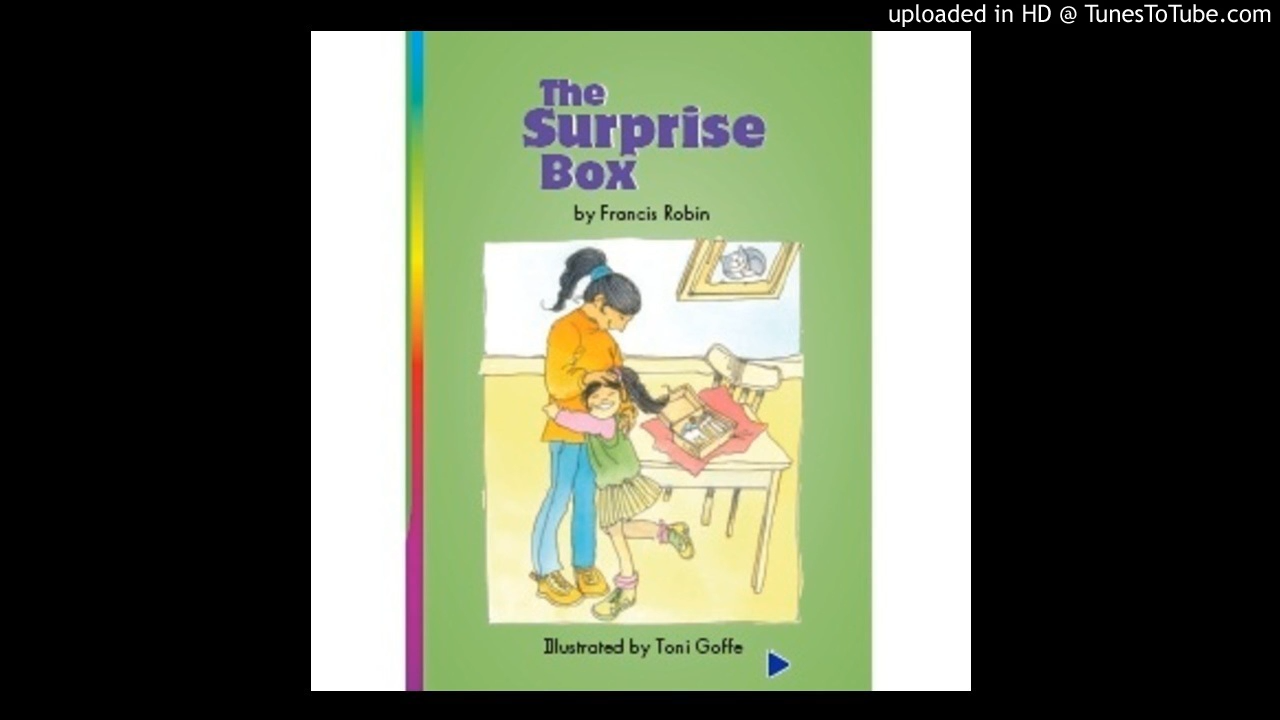 uploaded in HD @ TunesToTube.com
The
Surprise
Box
by Francis Robin
Illustrated by Toni Goffe